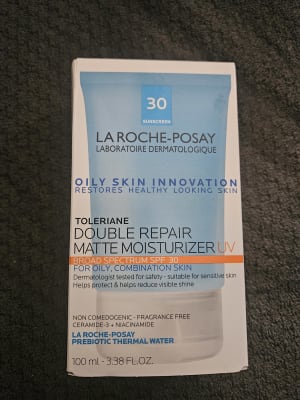 30
SUNSCREEN
LA ROCHE-POSAY
LABORATOIRE DERMATOLOGIQUE
OILY SKIN INNOVATION
RESTORES HEALTHY LOOKING SKIN
TOLERIANE
DOUBLE REPAIR
MATTE MOISTURIZER UV
BROAD SPECTRUM SPF 30
FOR OILY, COMBINATION SKIN
Dermatologist tested for safety - suitable for sensitive skin
Helps protect & helps reduce visible shine
NON COMEDOGENIC - FRAGRANCE FREE
CERAMIDE-3 + NIACINAMIDE
LA ROCHE-POSAY
PREBIOTIC THERMAL WATER
100 ml - 3.38 FL.OZ.